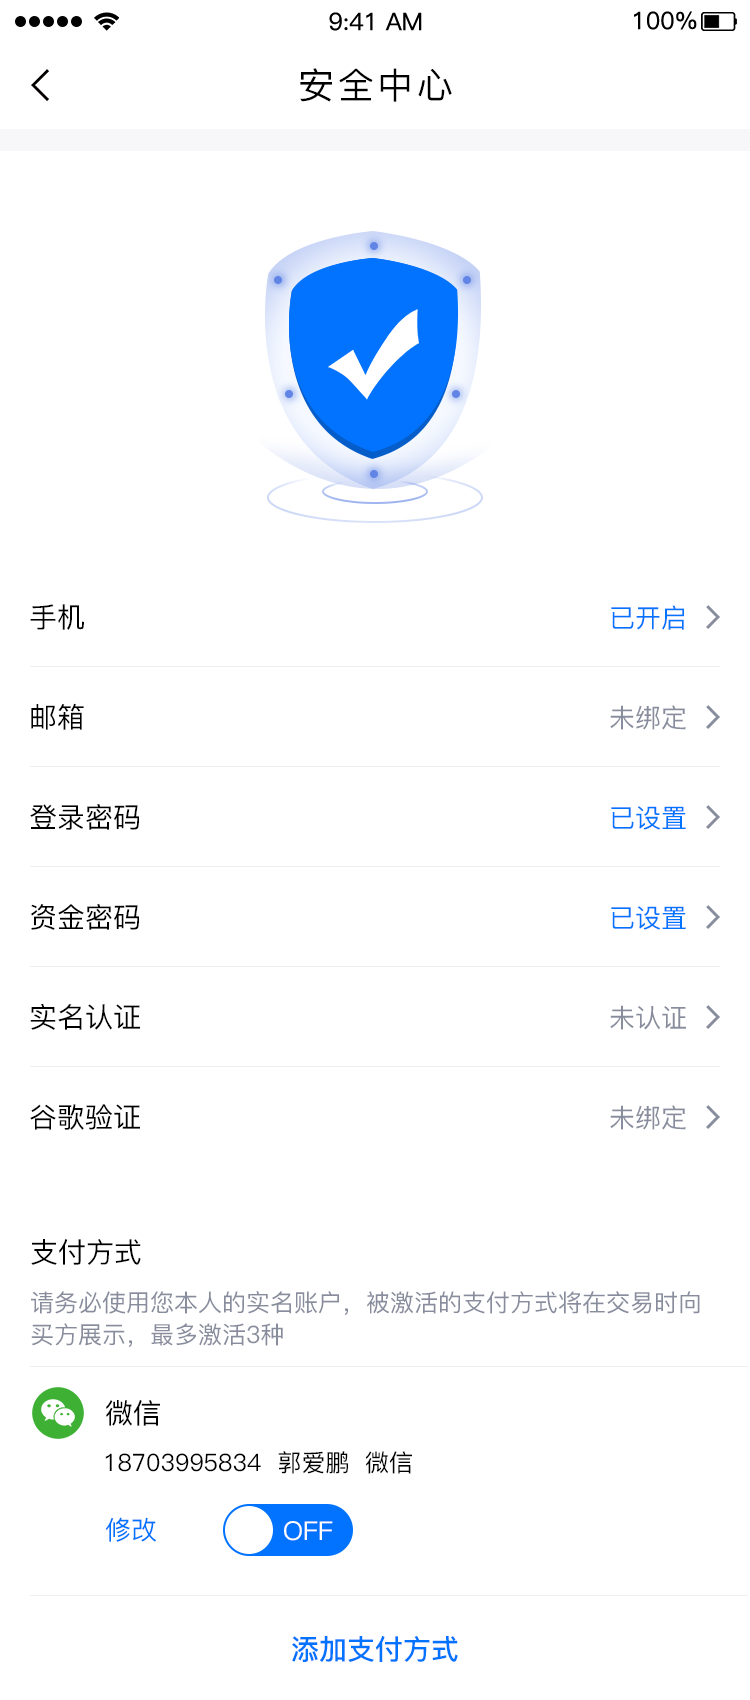 9:41 AM
100%
安全中心
手机 已开启
邮箱 未绑定
登录密码 已设置
资金密码 已设置
实名认证 未认证
谷歌验证 未绑定
支付方式
请务必使用您本人的实名账户，被激活的支付方式将在交易时向
买方展示，最多激活3种
微信
18703995834 郭爱鹏 微信
修改 OFF
添加支付方式